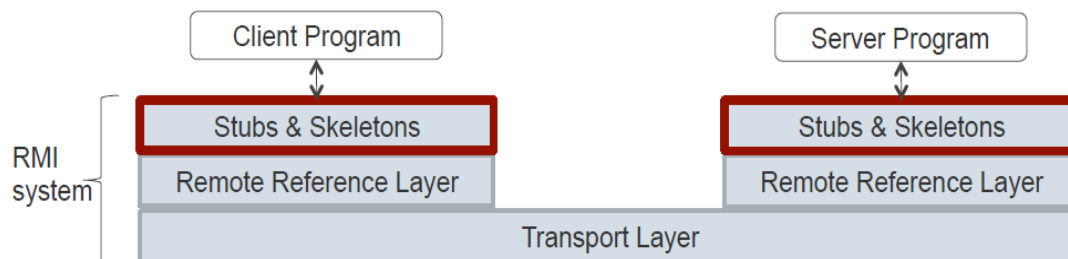 Client Program
Server Program
Stubs & Skeletons
Stubs & Skeletons
RMI
system
Remote Reference Layer
Remote Reference Layer
Transport Layer